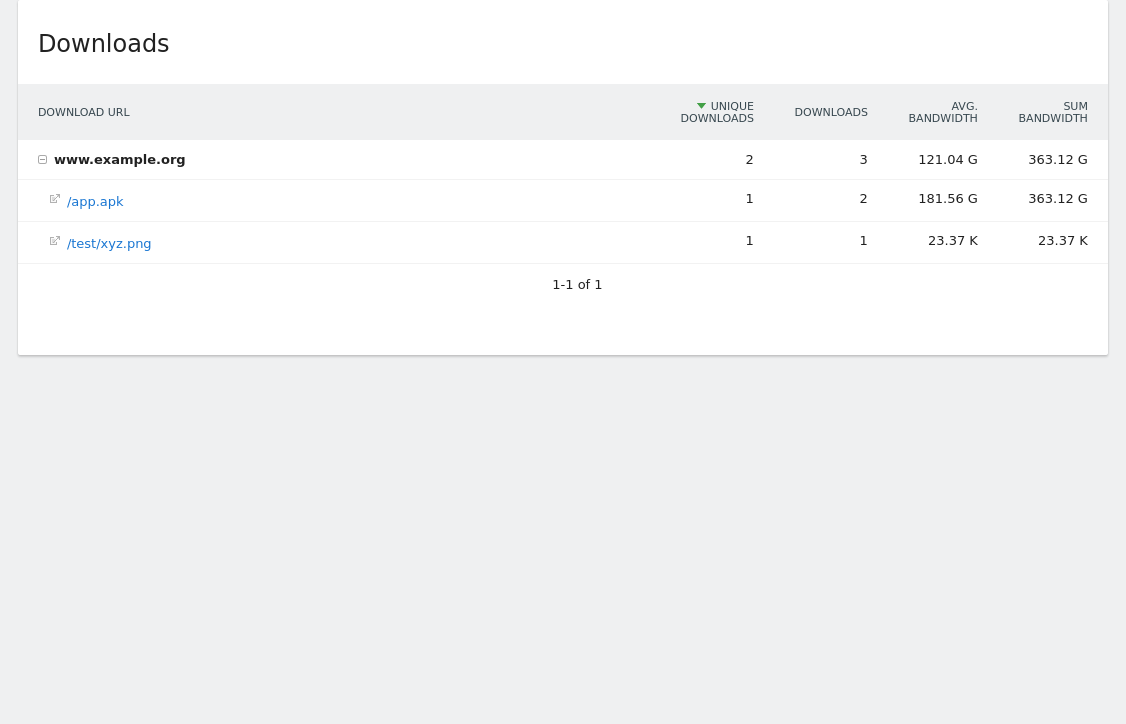 Downloads
DOWNLOAD URL UNIQUE DOWNLOADS DOWNLOADS AVG. BANDWIDTH SUM BANDWIDTH
www.example.org 2 3 121.04 G 363.12 G
/app.apk 1 2 181.56 G 363.12 G
/test/xyz.png 1 1 23.37 K 23.37 K
1-1 of 1